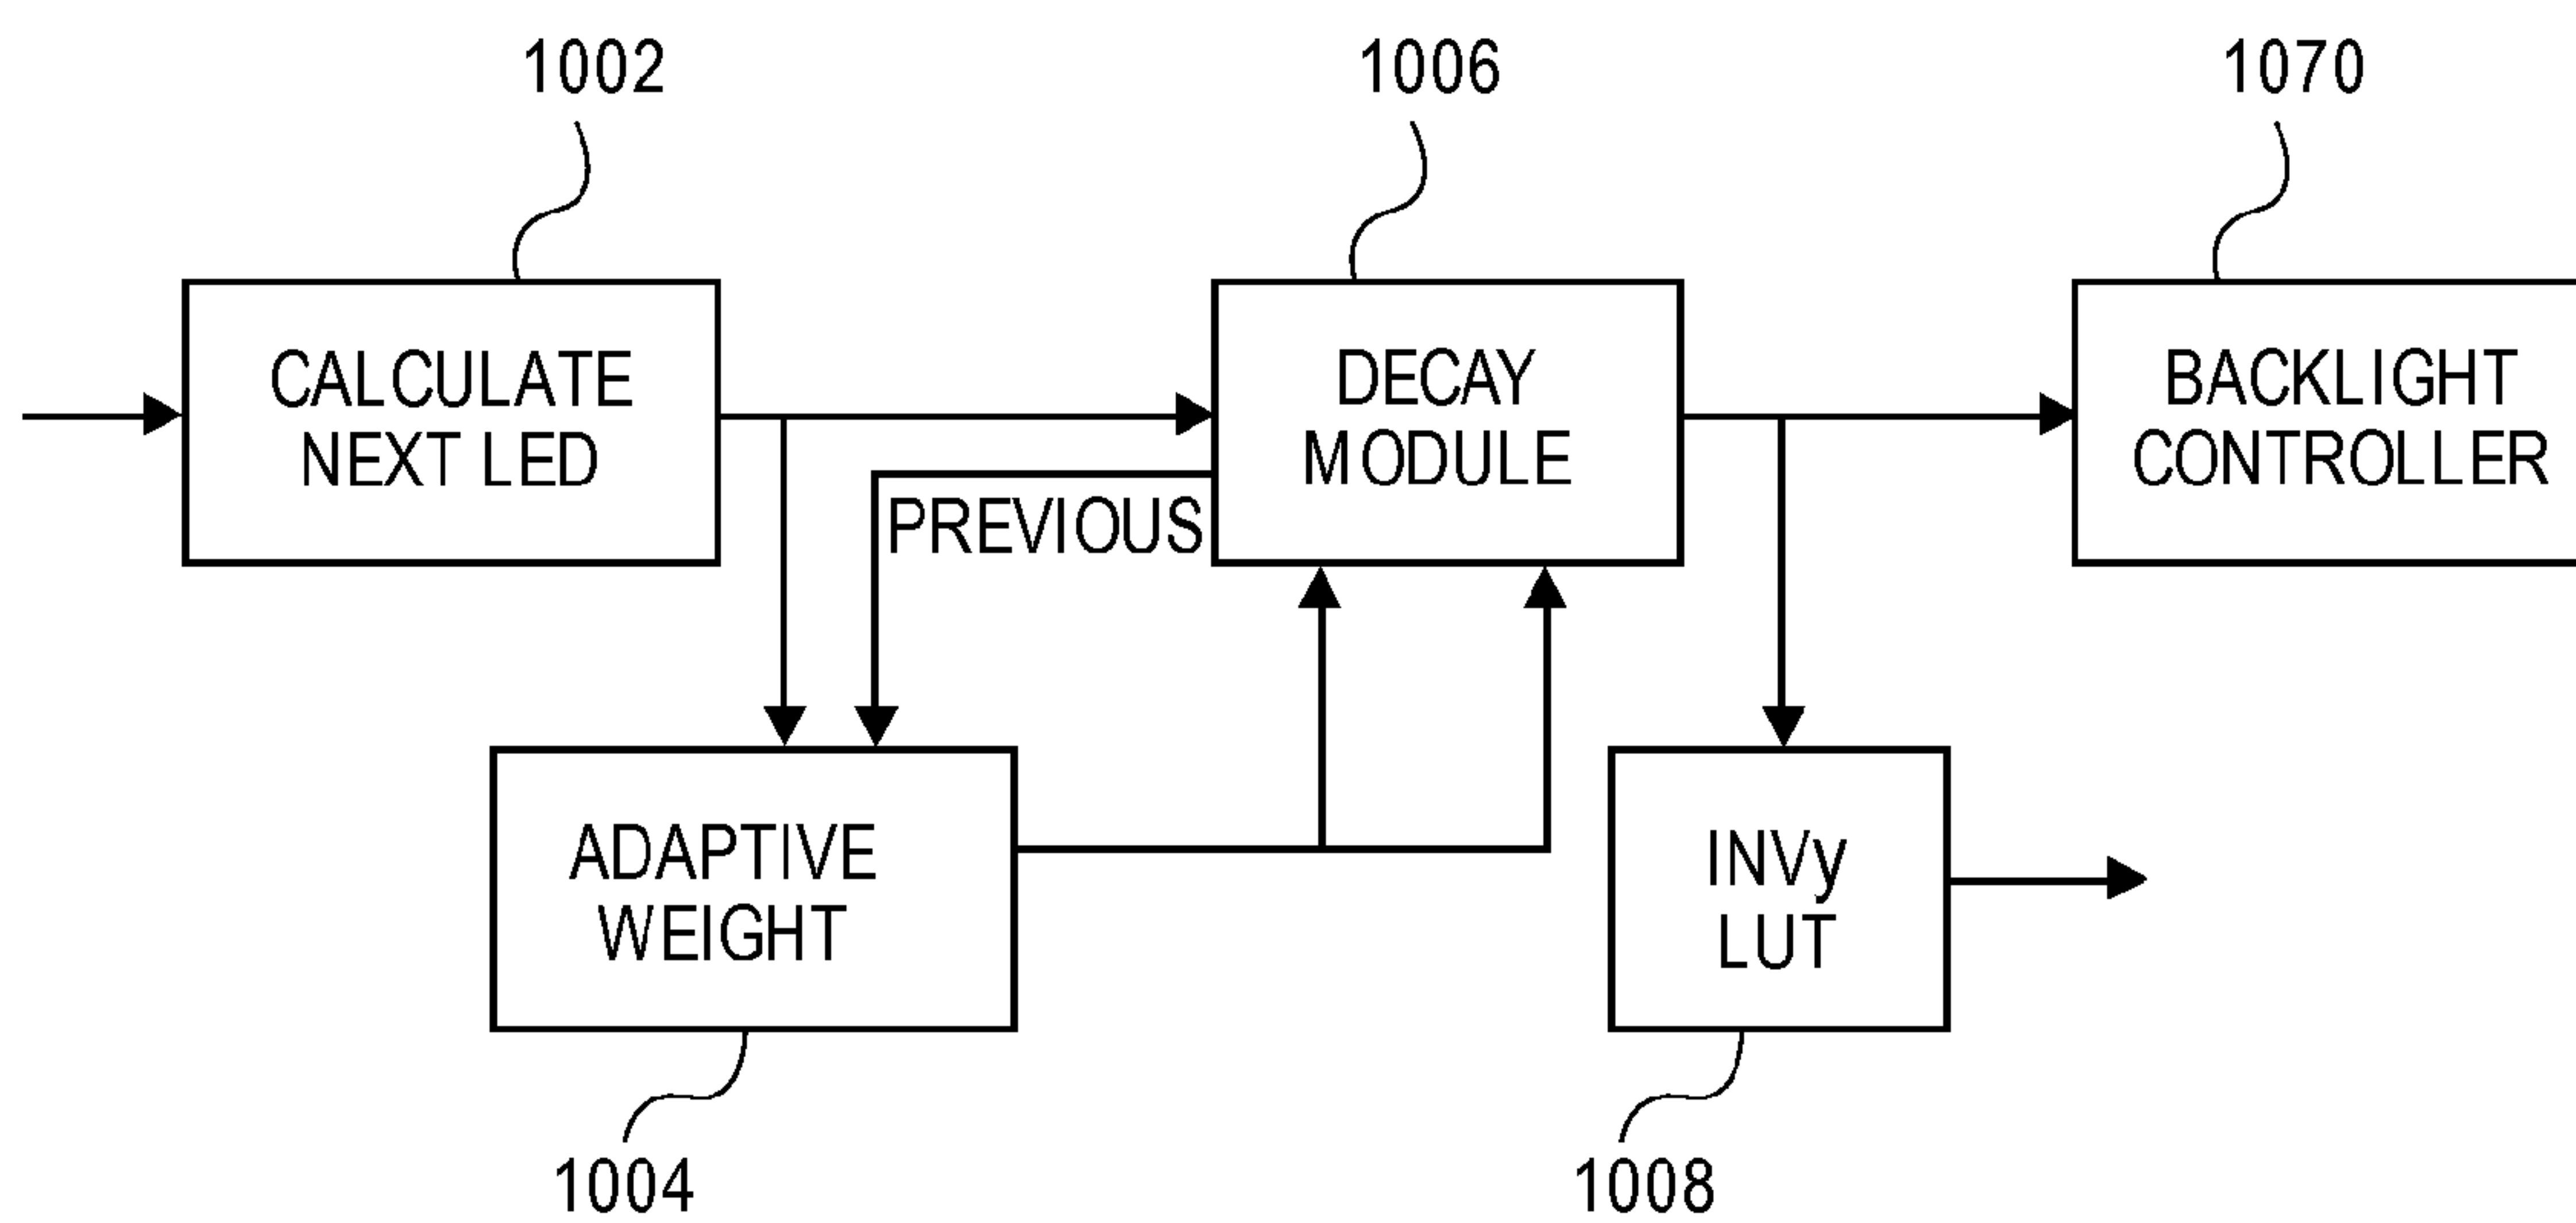 1002
1006
1070
CALCULATE
NEXT LED
DECAY
MODULE
BACKLIGHT
CONTROLLER
PREVIOUS
ADAPTIVE
WEIGHT
INVy
LUT
1004
1008